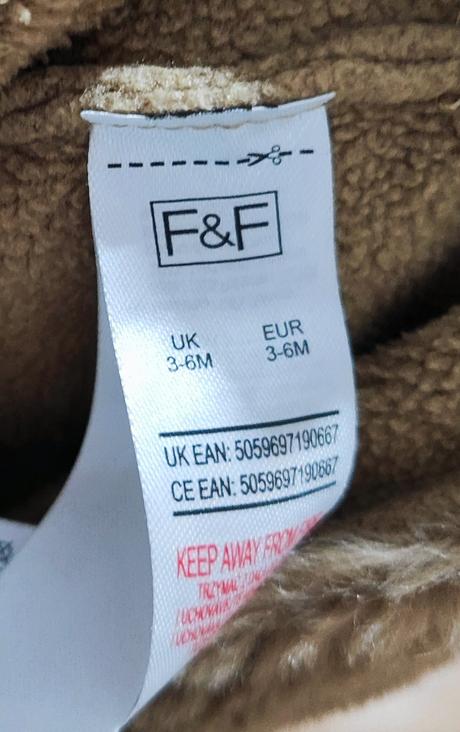 F&F
UK EUR
3-6M 3-6M
UK EAN: 5059697190667
CE EAN: 5059697190667
KEEP AWAY FROM